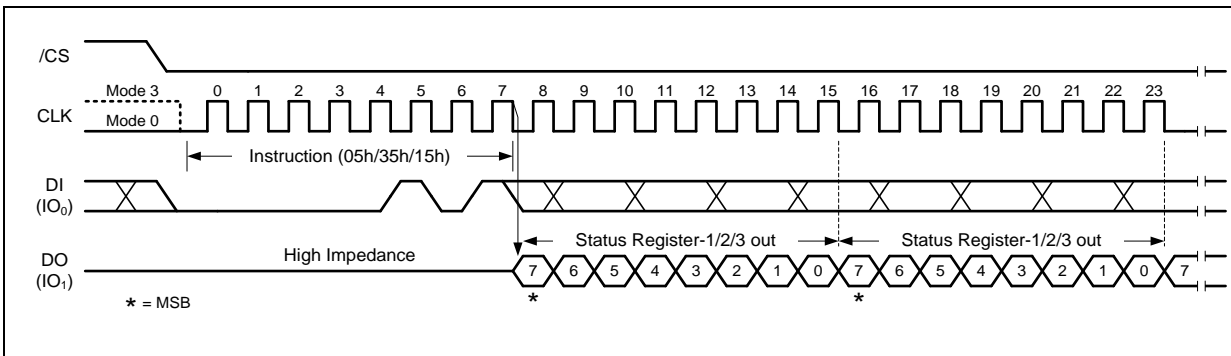 /CS
Mode 3 0 1 2 3 4 5 6 7 8 9 10 11 12 13 14 15 16 17 18 19 20 21 22 23
CLK
Mode 0
Instruction (05h/35h/15h)
DI
(IO₀)
Status Register-1/2/3 out Status Register-1/2/3 out
High Impedance
DO
(IO₁)
7 6 5 4 3 2 1 0 7 6 5 4 3 2 1 0 7
* *
* = MSB